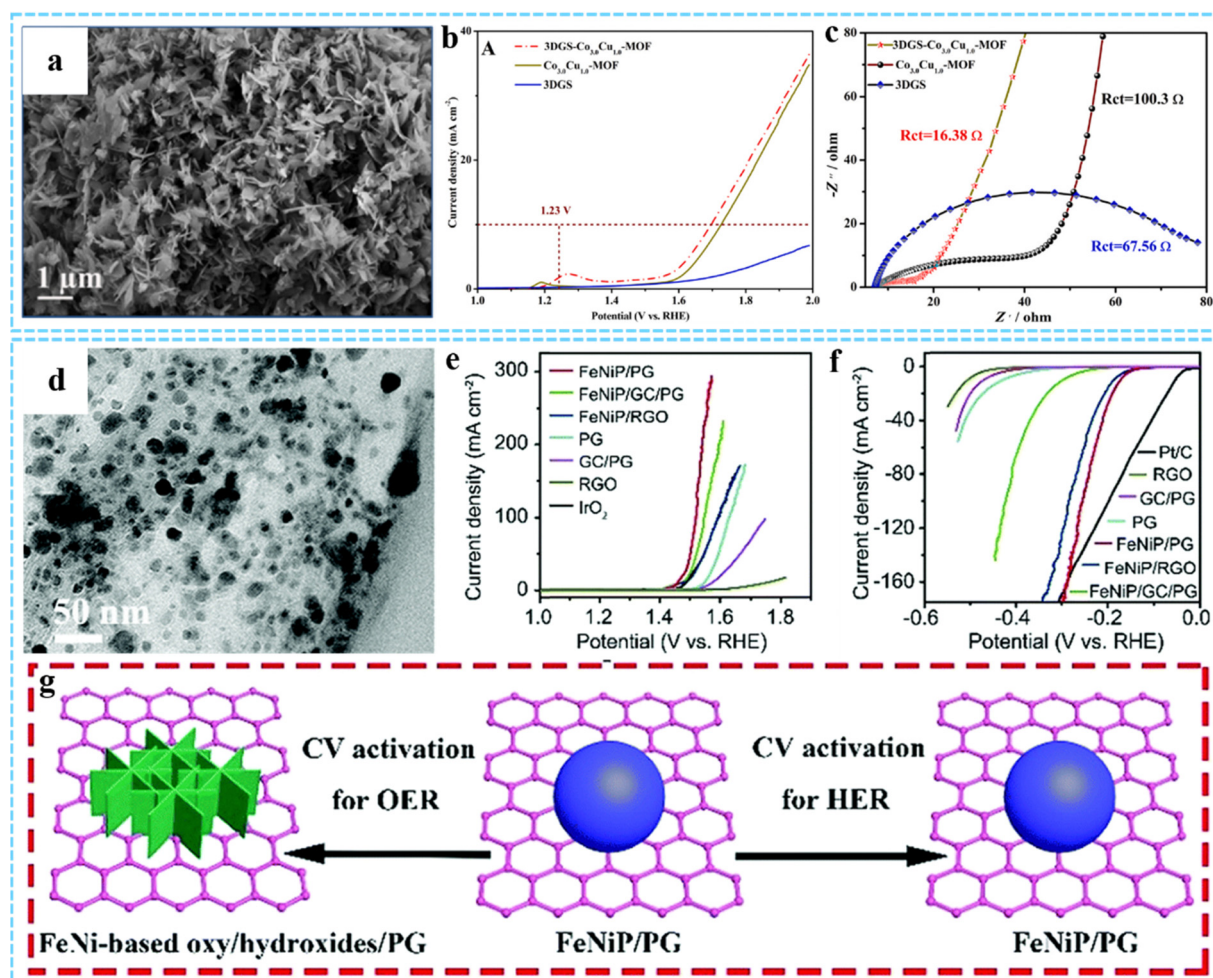 a
1 μm
b
A
3DGS-Co3.0Cu1.0-MOF
Co3.0Cu1.0-MOF
3DGS
1.23 V
Current density (mA cm⁻²)
40
20
0
1.0 1.2 1.4 1.6 1.8 2.0
Potential (V vs. RHE)
c
3DGS-Co3.0Cu1.0-MOF
Co3.0Cu1.0-MOF
3DGS
Rct=100.3 Ω
Rct=16.38 Ω
Rct=67.56 Ω
-Z'' / ohm
80
60
40
20
0
20 40 60 80
Z' / ohm
d
50 nm
e
FeNiP/PG
FeNiP/GC/PG
FeNiP/RGO
PG
GC/PG
RGO
IrO₂
Current density (mA cm⁻²)
300
200
100
0
1.0 1.2 1.4 1.6 1.8
Potential (V vs. RHE)
f
Pt/C
RGO
GC/PG
PG
FeNiP/PG
FeNiP/RGO
FeNiP/GC/PG
Current density (mA cm⁻²)
0
-40
-80
-120
-160
-0.6 -0.4 -0.2 0.0
Potential (V vs. RHE)
g
CV activation
for OER
CV activation
for HER
FeNi-based oxy/hydroxides/PG
FeNiP/PG
FeNiP/PG